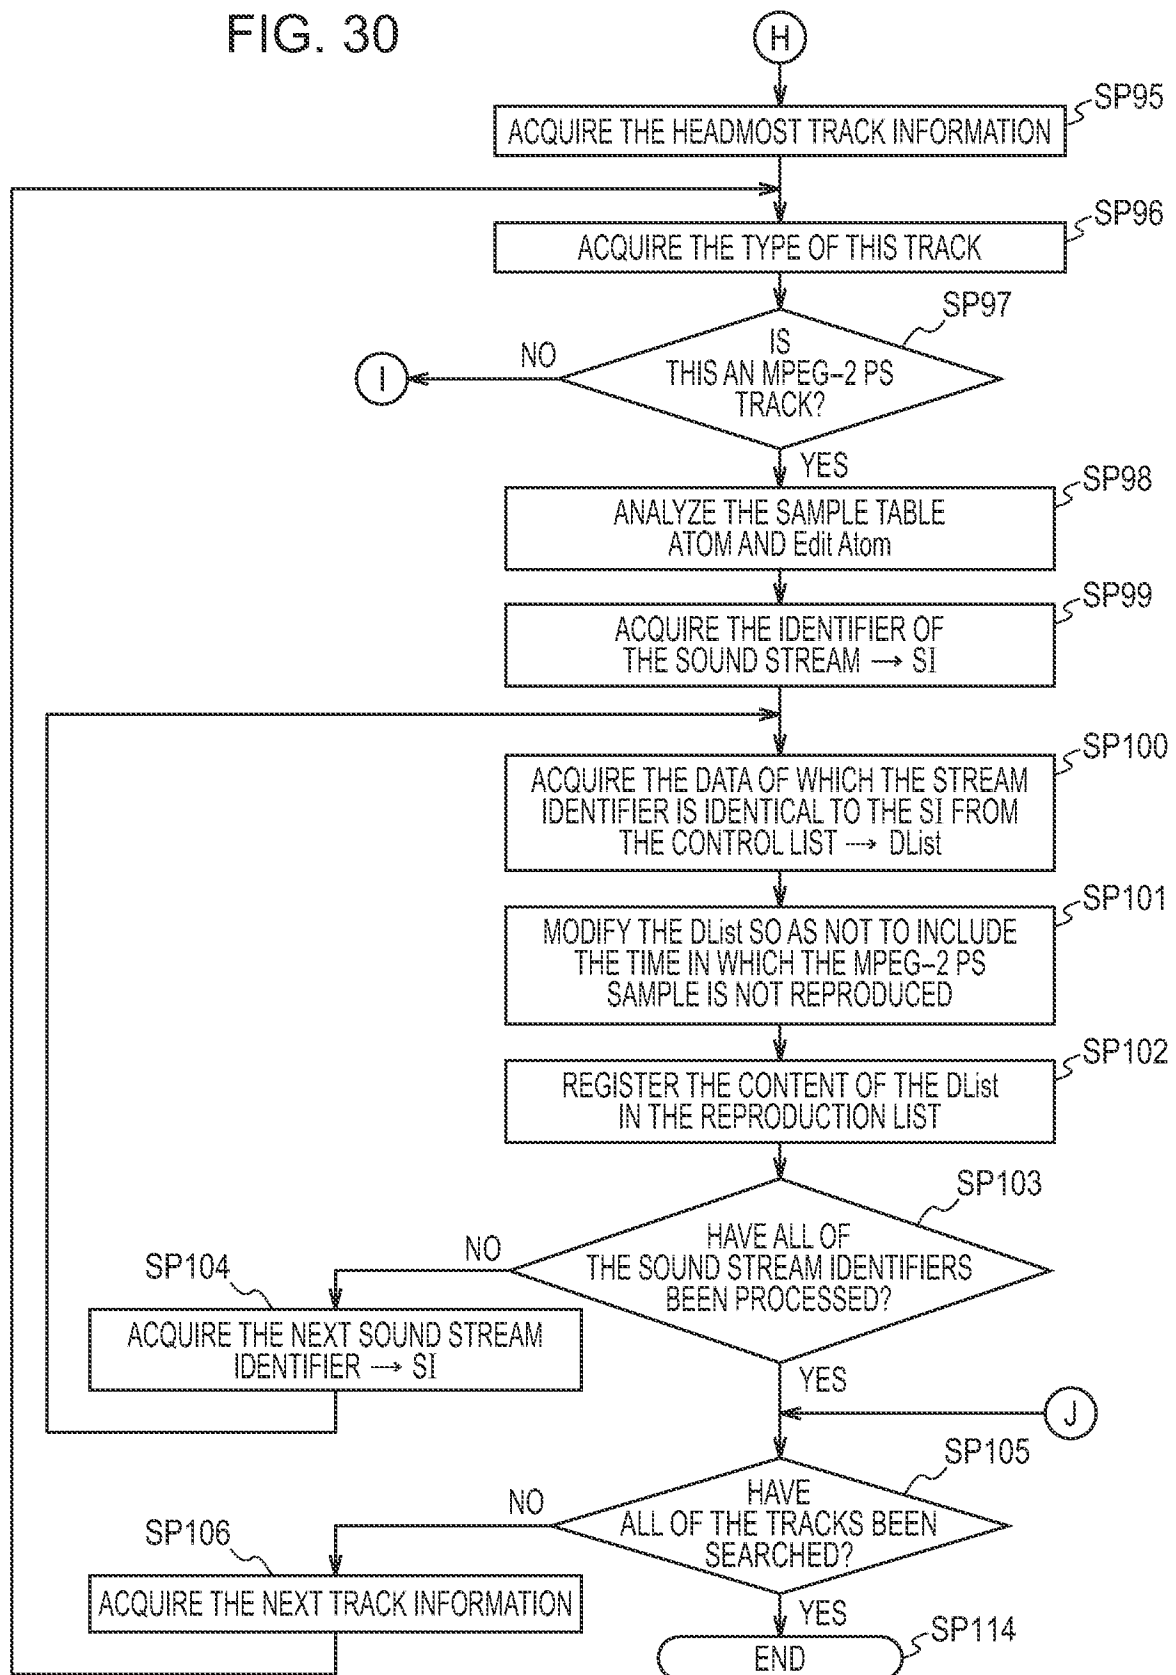 FIG. 30
H
SP95
ACQUIRE THE HEADMOST TRACK INFORMATION
SP96
ACQUIRE THE TYPE OF THIS TRACK
SP97
IS
THIS AN MPEG–2 PS
TRACK?
NO
I
YES
SP98
ANALYZE THE SAMPLE TABLE
ATOM AND Edit Atom
SP99
ACQUIRE THE IDENTIFIER OF
THE SOUND STREAM → SI
SP100
ACQUIRE THE DATA OF WHICH THE STREAM
IDENTIFIER IS IDENTICAL TO THE SI FROM
THE CONTROL LIST → DList
SP101
MODIFY THE DList SO AS NOT TO INCLUDE
THE TIME IN WHICH THE MPEG–2 PS
SAMPLE IS NOT REPRODUCED
SP102
REGISTER THE CONTENT OF THE DList
IN THE REPRODUCTION LIST
SP103
HAVE ALL OF
THE SOUND STREAM IDENTIFIERS
BEEN PROCESSED?
NO
SP104
ACQUIRE THE NEXT SOUND STREAM
IDENTIFIER → SI
YES
J
SP105
HAVE
ALL OF THE TRACKS BEEN
SEARCHED?
NO
SP106
ACQUIRE THE NEXT TRACK INFORMATION
YES
SP114
END